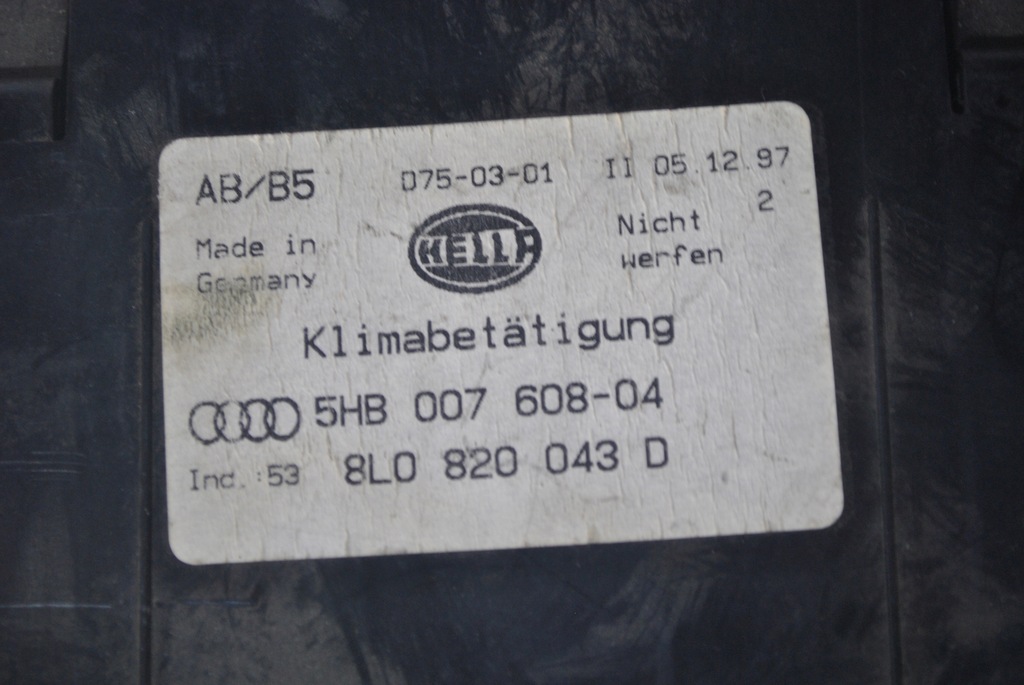 AB/B5 D75-03-01 II 05.12.97
2
Made in Germany
HELLA
Nicht werfen
Klimabetätigung
5HB 007 608-04
Ind.:53 8L0 820 043 D